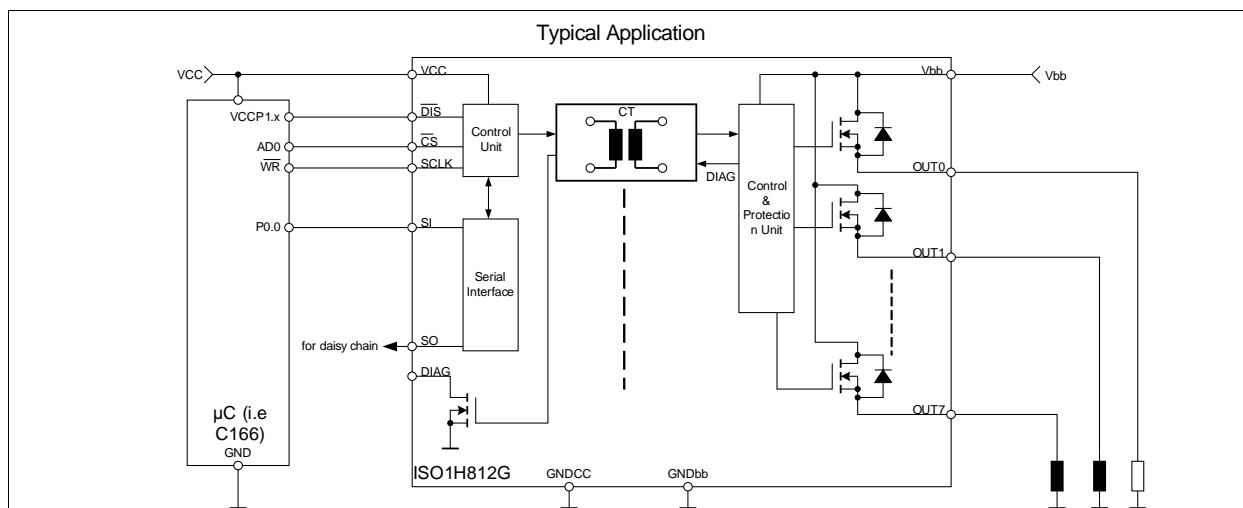 Typical Application
VCC
VCC
Vbb
Vbb
VCCP1.x
DIS
Control
Unit
CT
AD0
CS
WR
SCLK
DIAG
OUT0
Control
&
Protectio
n Unit
P0.0
SI
OUT1
Serial
Interface
for daisy chain
SO
DIAG
OUT7
µC (i.e
C166)
GND
ISO1H812G
GNDCC
GNDbb